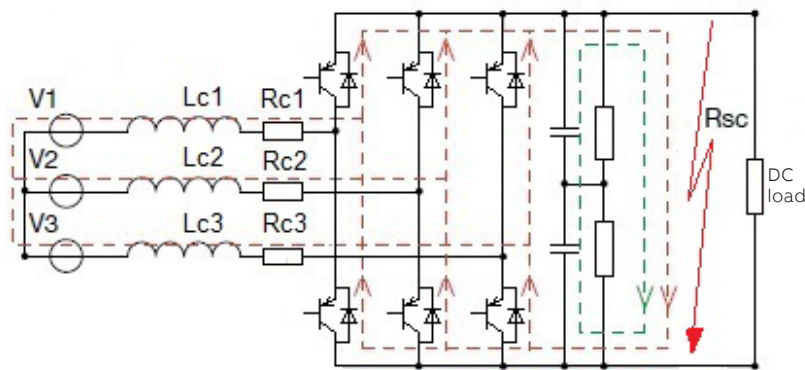 V1
Lc1
Rc1
V2
Lc2
Rc2
V3
Lc3
Rc3
Rsc
DC
load